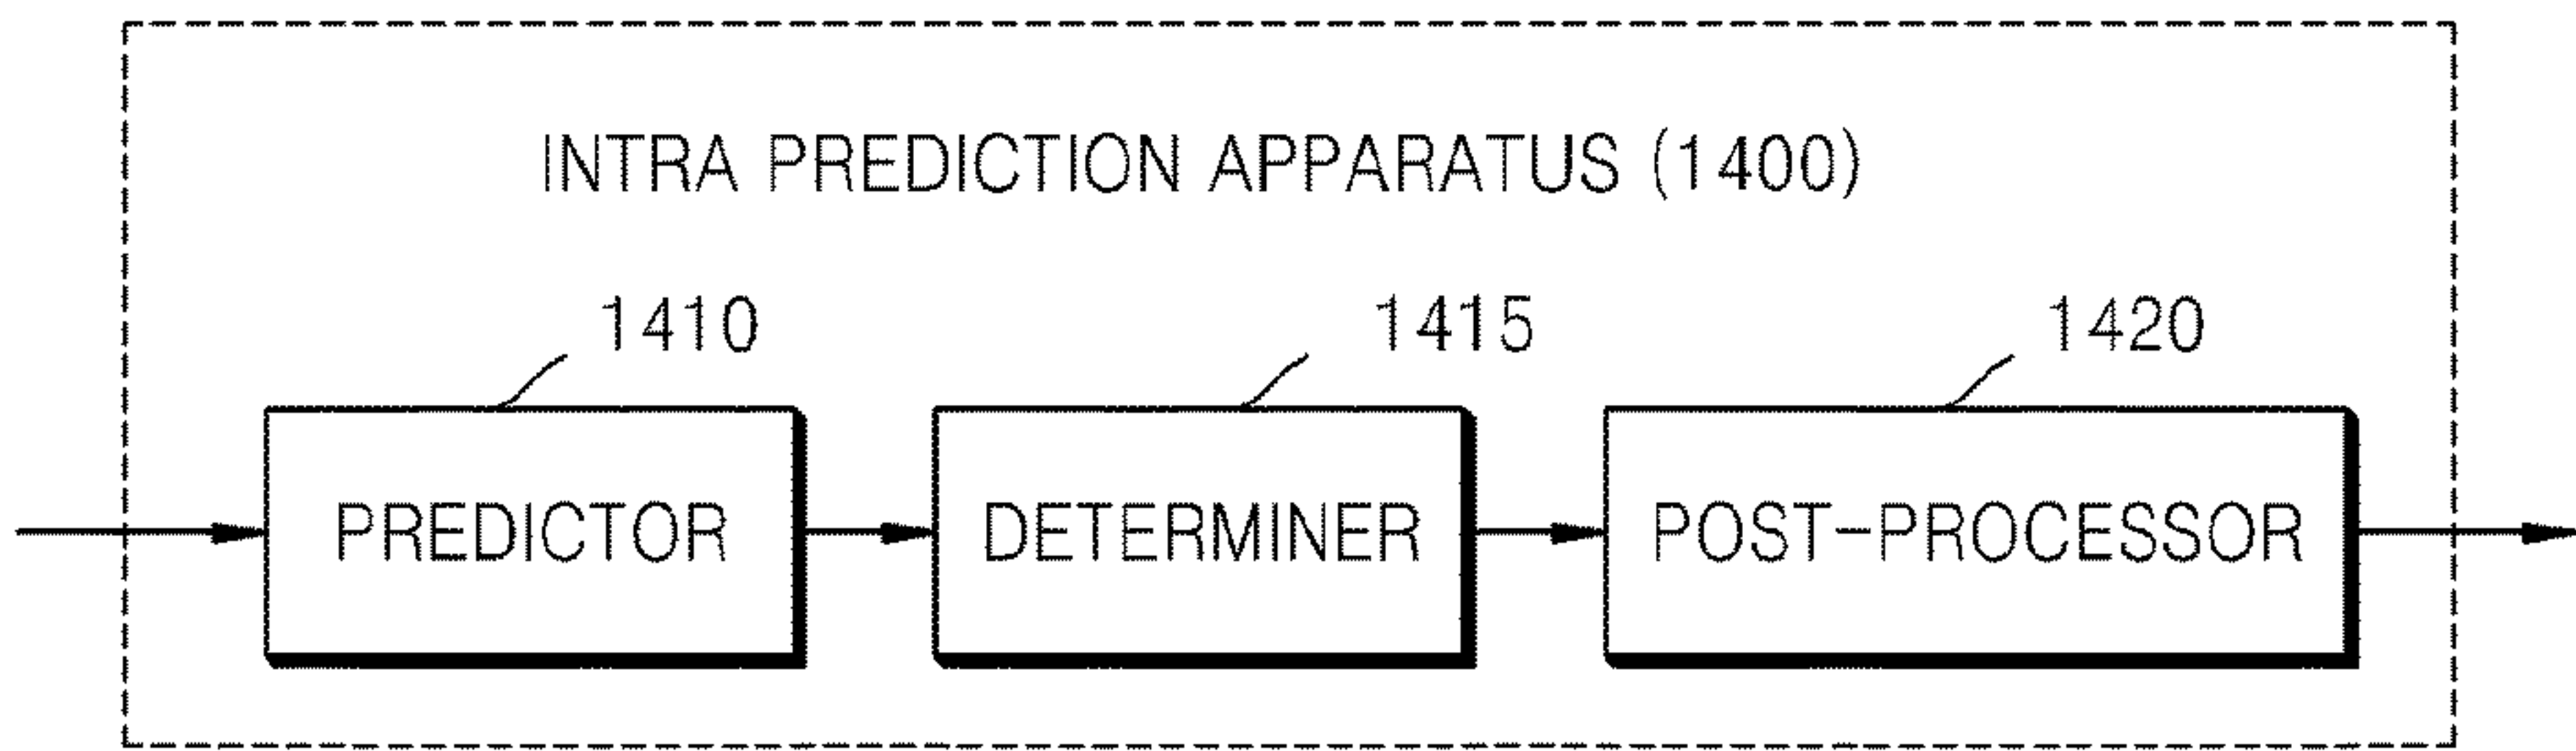 INTRA PREDICTION APPARATUS (1400)
1410 1415 1420
PREDICTOR DETERMINER POST-PROCESSOR